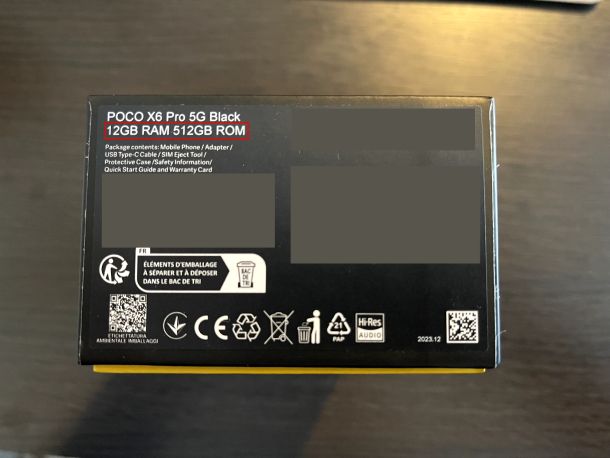 POCO X6 Pro 5G Black
12GB RAM 512GB ROM
Package contents: Mobile Phone / Adapter /
USB Type-C Cable / SIM Eject Tool /
Protective Case /Safety Information/
Quick Start Guide and Warranty Card
FR
ÉLÉMENTS D'EMBALLAGE
À SÉPARER ET À DÉPOSER
DANS LE BAC DE TRI
BAC
DE
TRI
ETICHETTATURA
AMBIENTALE IMBALLAGGI
CE
21
PAP
Hi-Res
AUDIO
2023.12